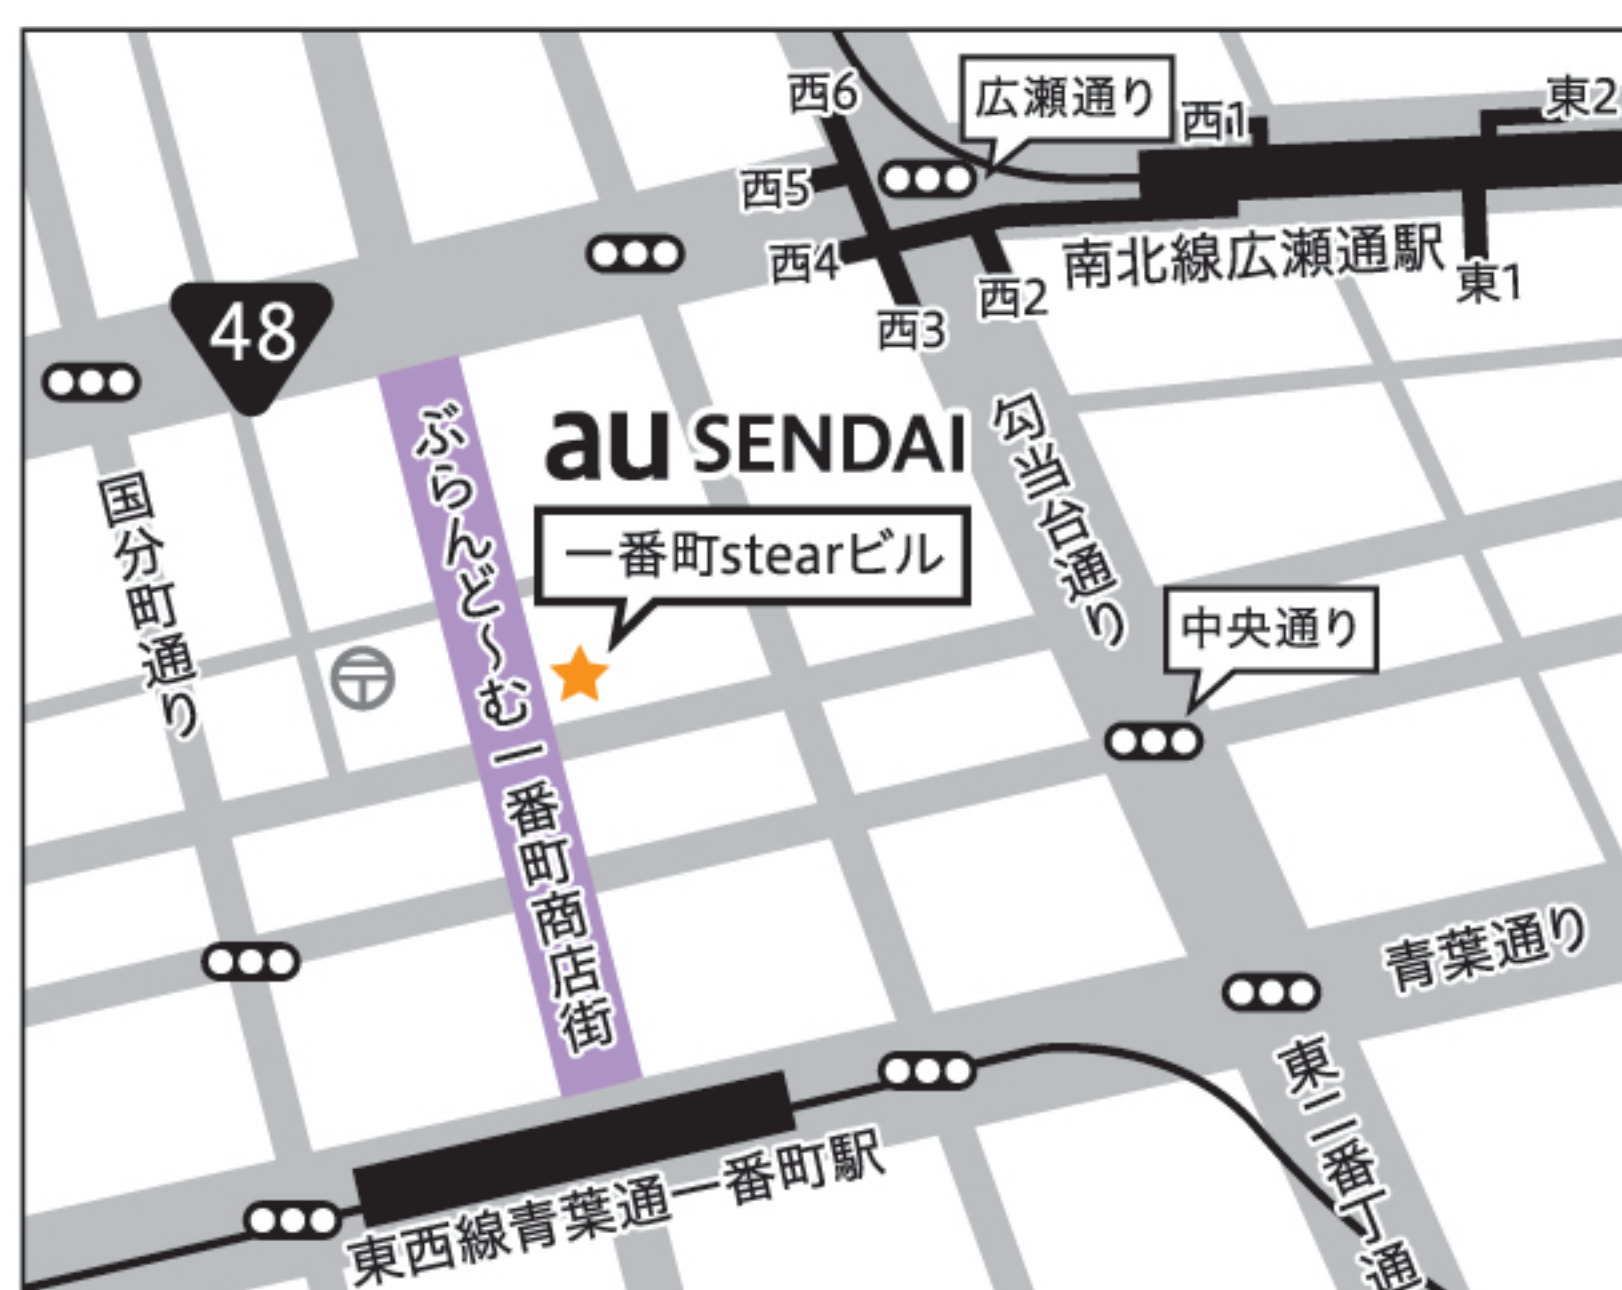 西6
広瀬通り
西1
東2
西5
西4
南北線広瀬通駅
西2
東1
西3
48
au SENDAI
一番町stearビル
ぶらんど〜む一番町商店街
勾当台通り
国分町通り
中央通り
青葉通り
東二番丁通
東西線青葉通一番町駅